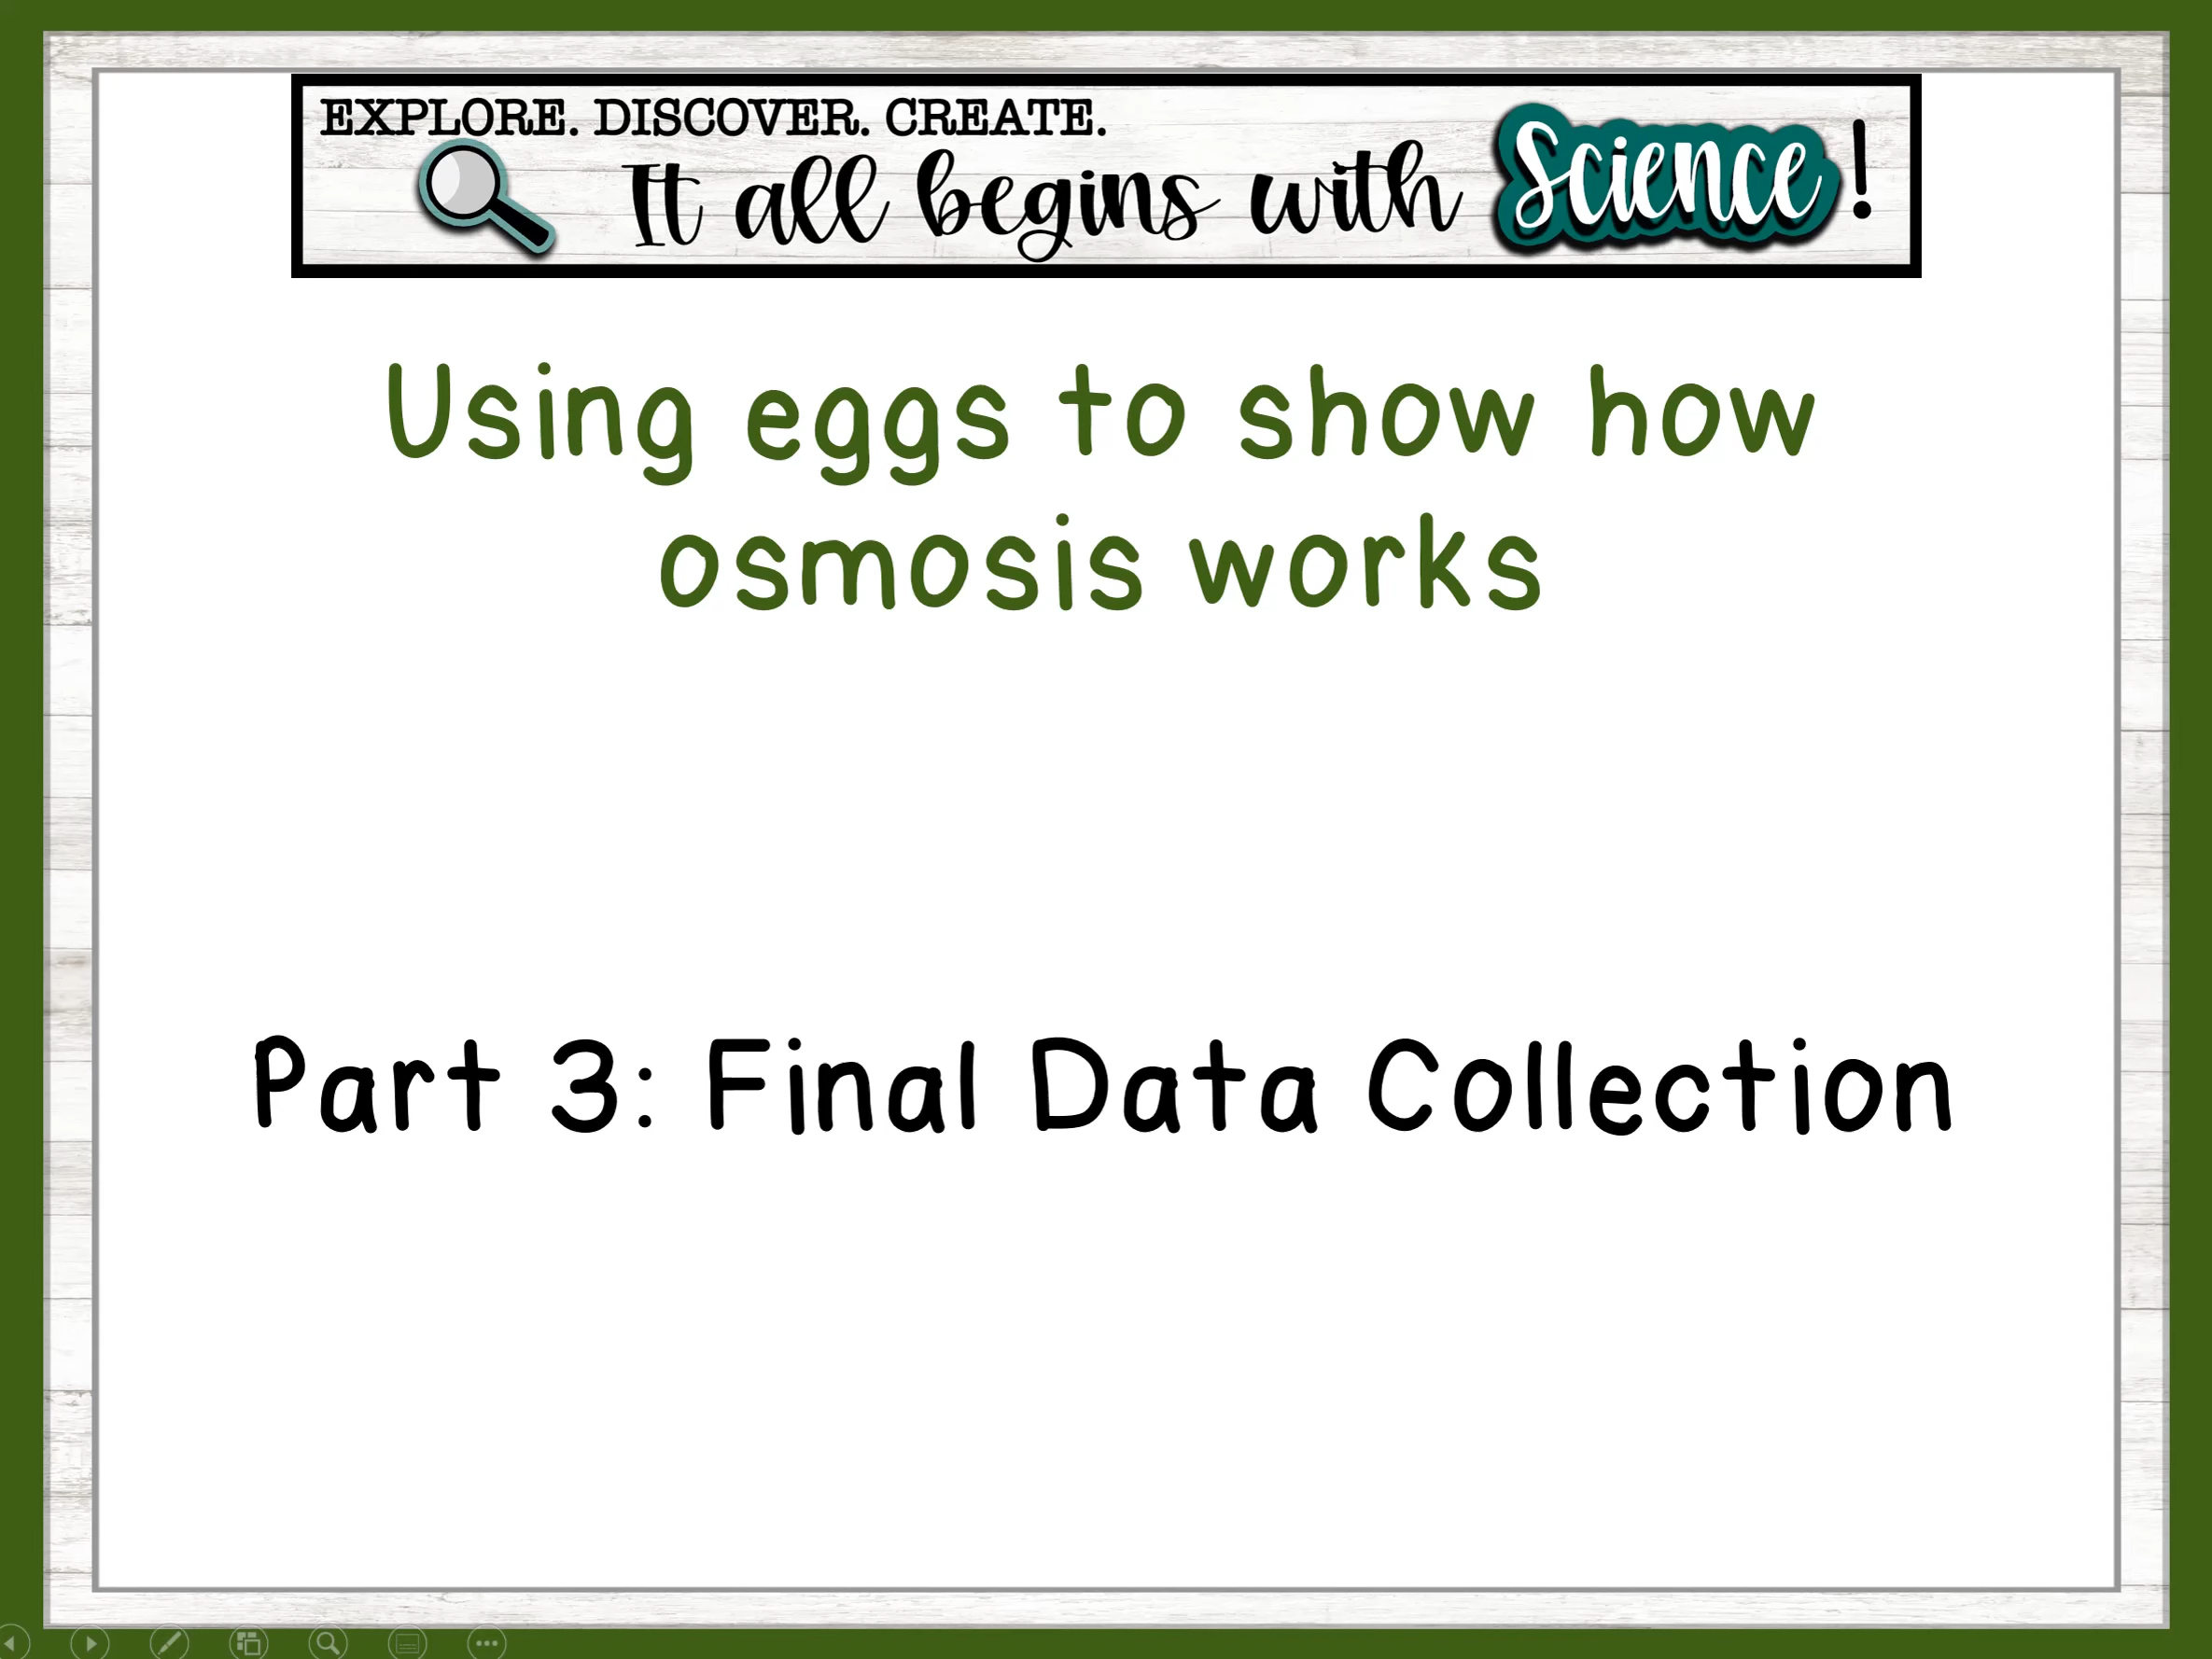 EXPLORE. DISCOVER. CREATE.
It all begins with Science!
Using eggs to show how
osmosis works
Part 3: Final Data Collection